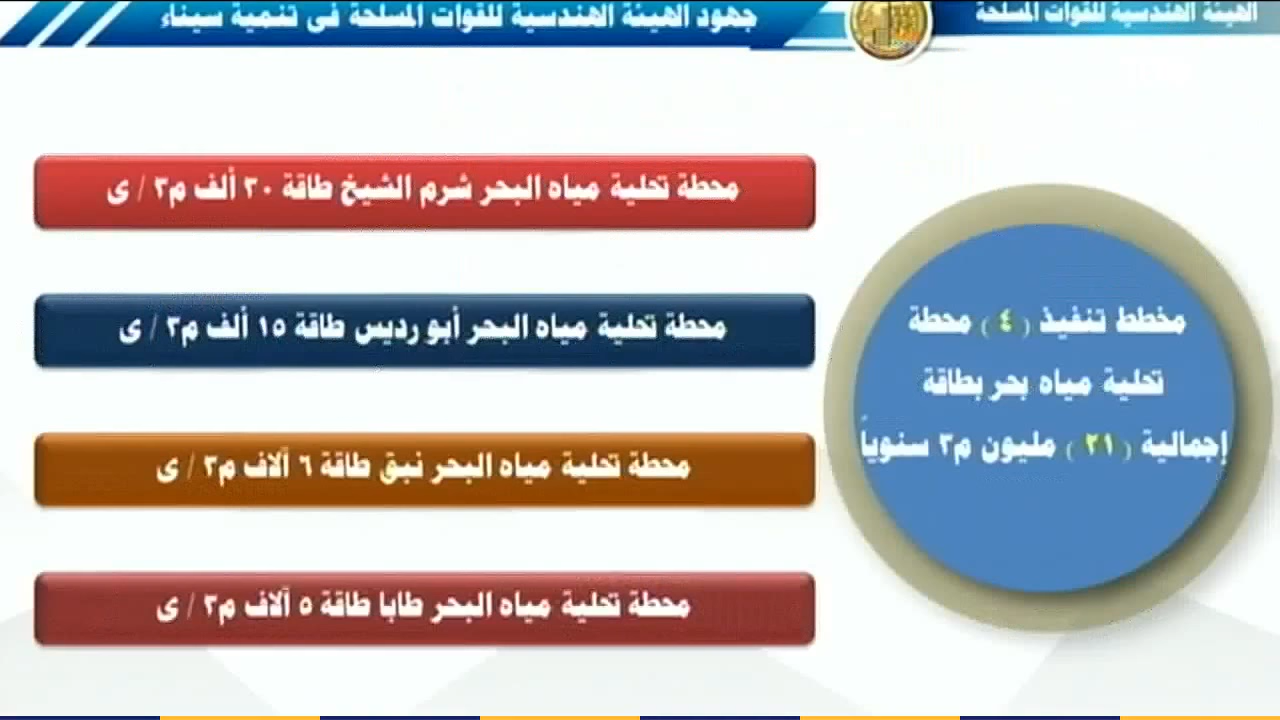 الهيئة الهندسية للقوات المسلحة
جهود الهيئة الهندسية للقوات المسلحة فى تنمية سيناء
مخطط تنفيذ (٤) محطة
تحلية مياه بحر بطاقة
إجمالية (٢١) مليون م٣ سنوياً
محطة تحلية مياه البحر شرم الشيخ طاقة ٣٠ ألف م٣ / ى
محطة تحلية مياه البحر أبو رديس طاقة ١٥ ألف م٣ / ى
محطة تحلية مياه البحر نبق طاقة ٦ آلاف م٣ / ى
محطة تحلية مياه البحر طابا طاقة ٥ آلاف م٣ / ى